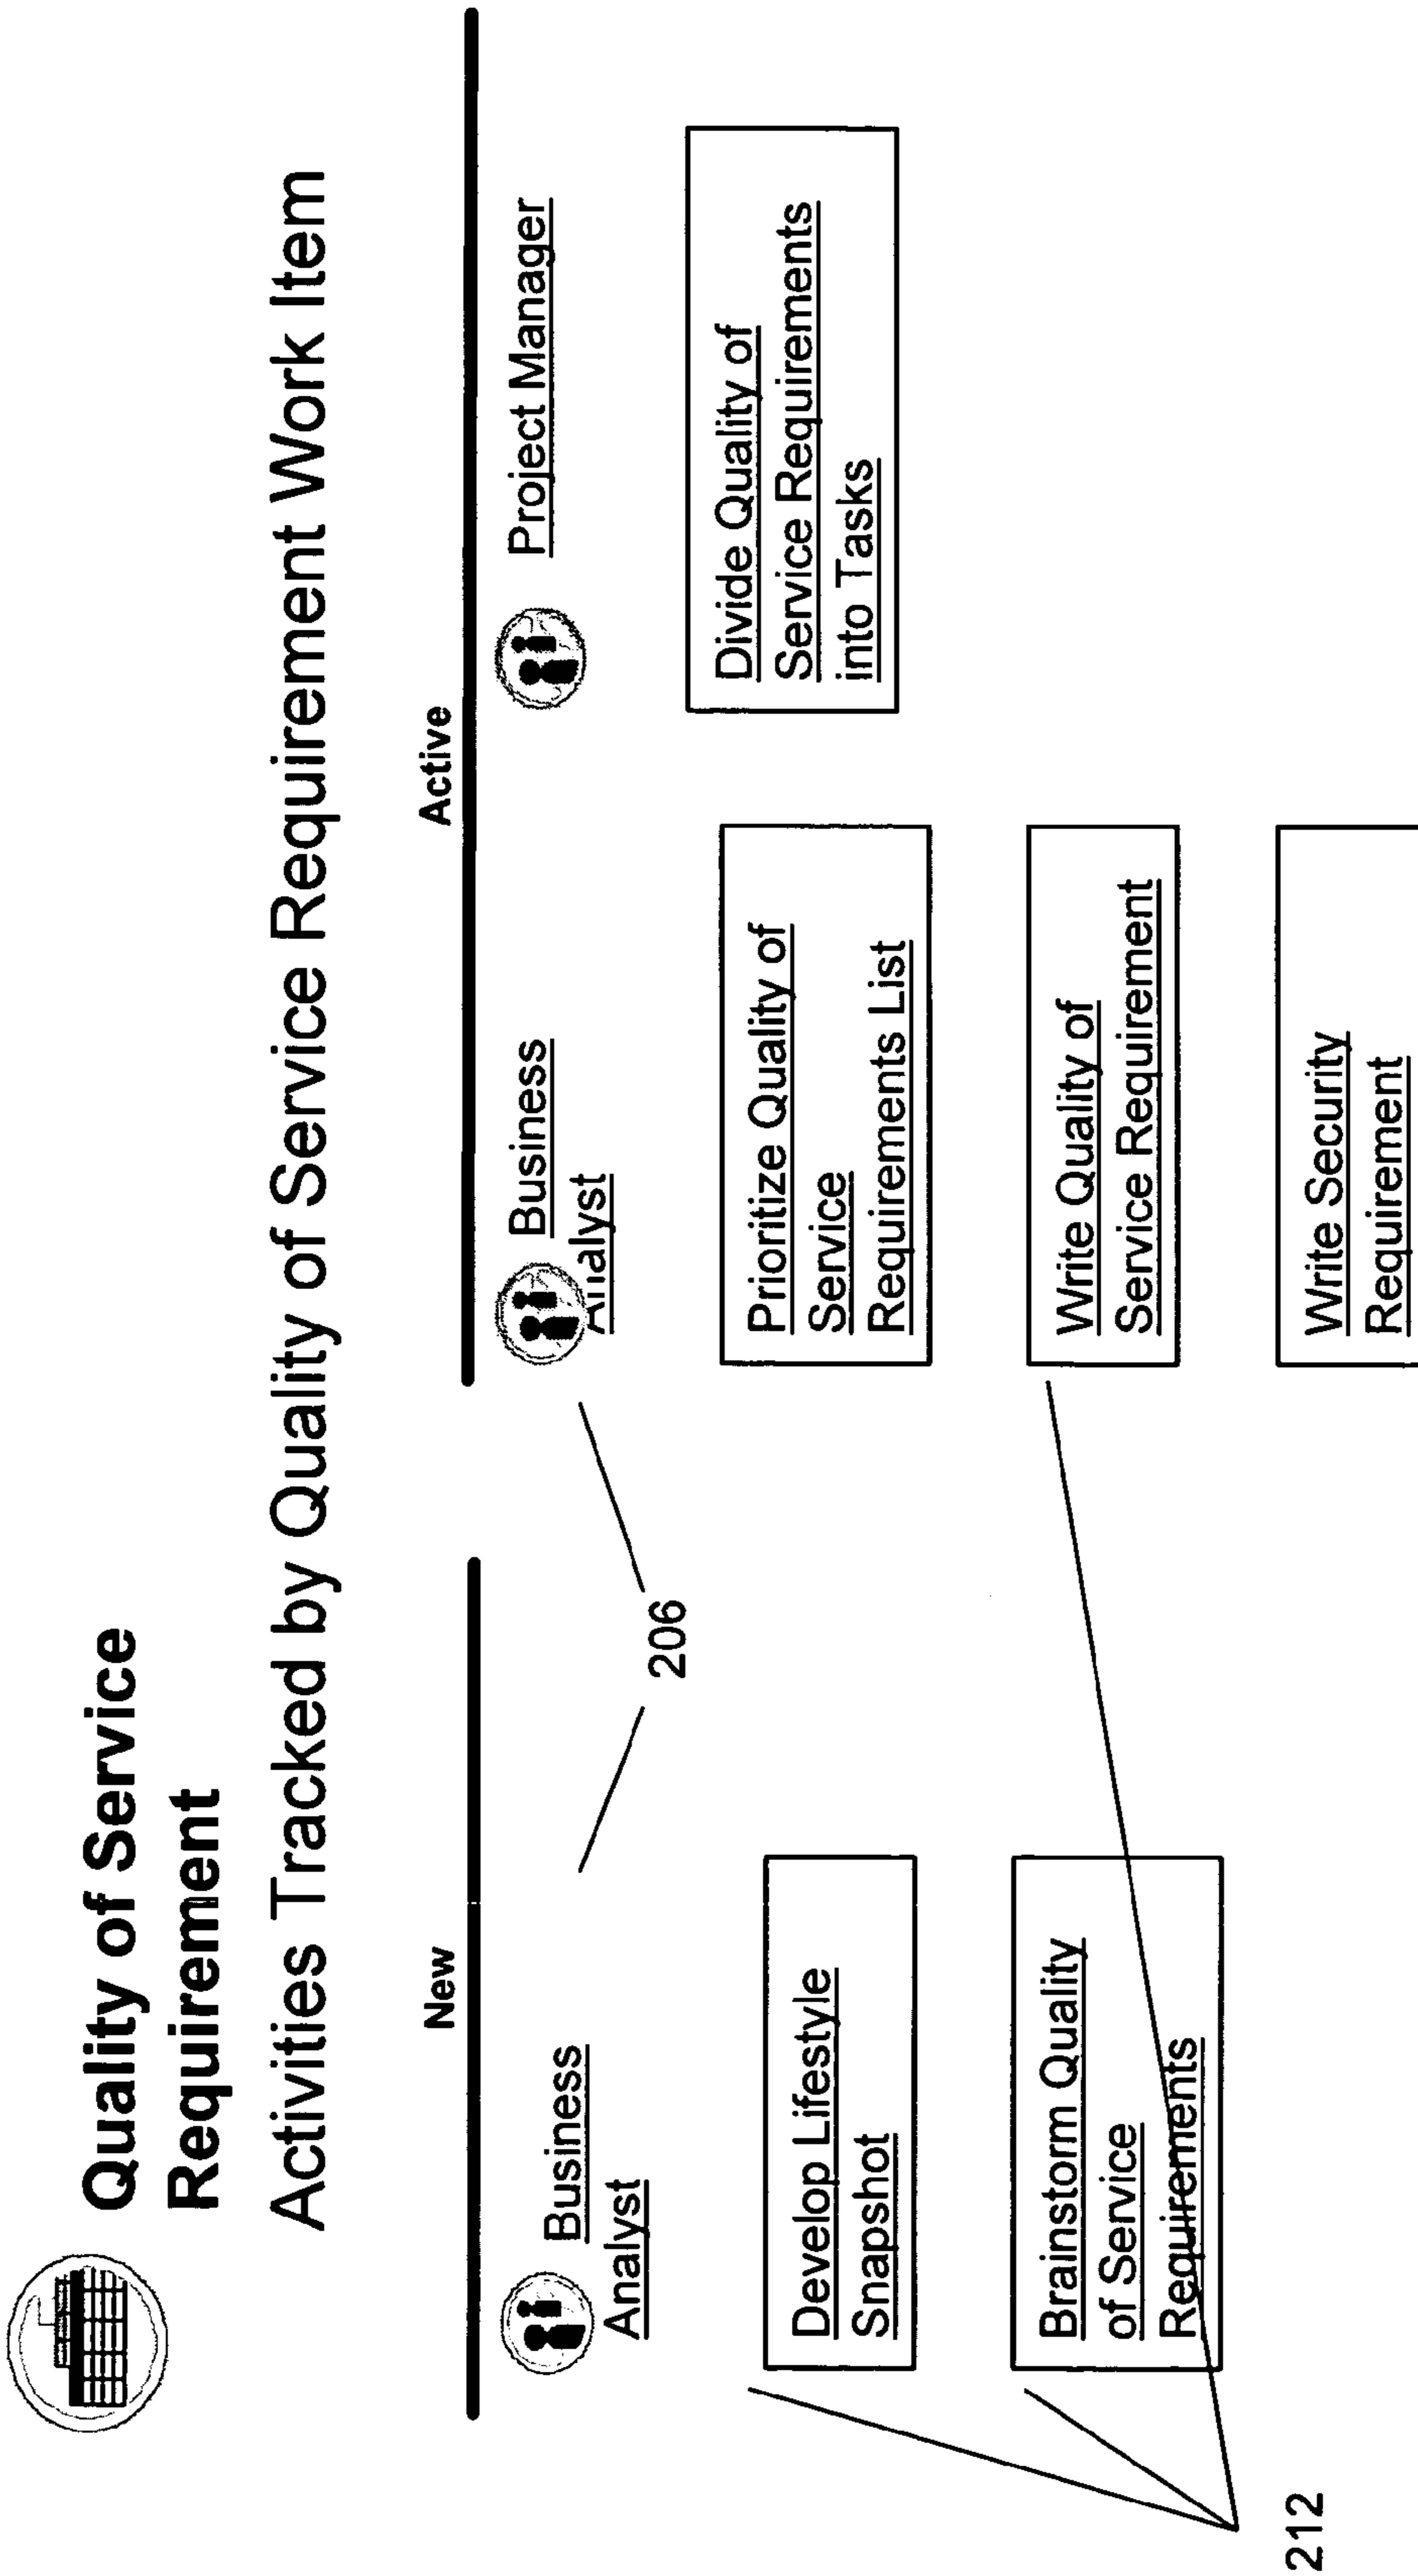 Quality of Service
Requirement
Activities Tracked by Quality of Service Requirement Work Item
New
Business
Analyst
Develop Lifestyle
Snapshot
Brainstorm Quality
of Service
Requirements
206
212
Active
Business
Analyst
Prioritize Quality of
Service
Requirements List
Write Quality of
Service Requirement
Write Security
Requirement
Project Manager
Divide Quality of
Service Requirements
into Tasks